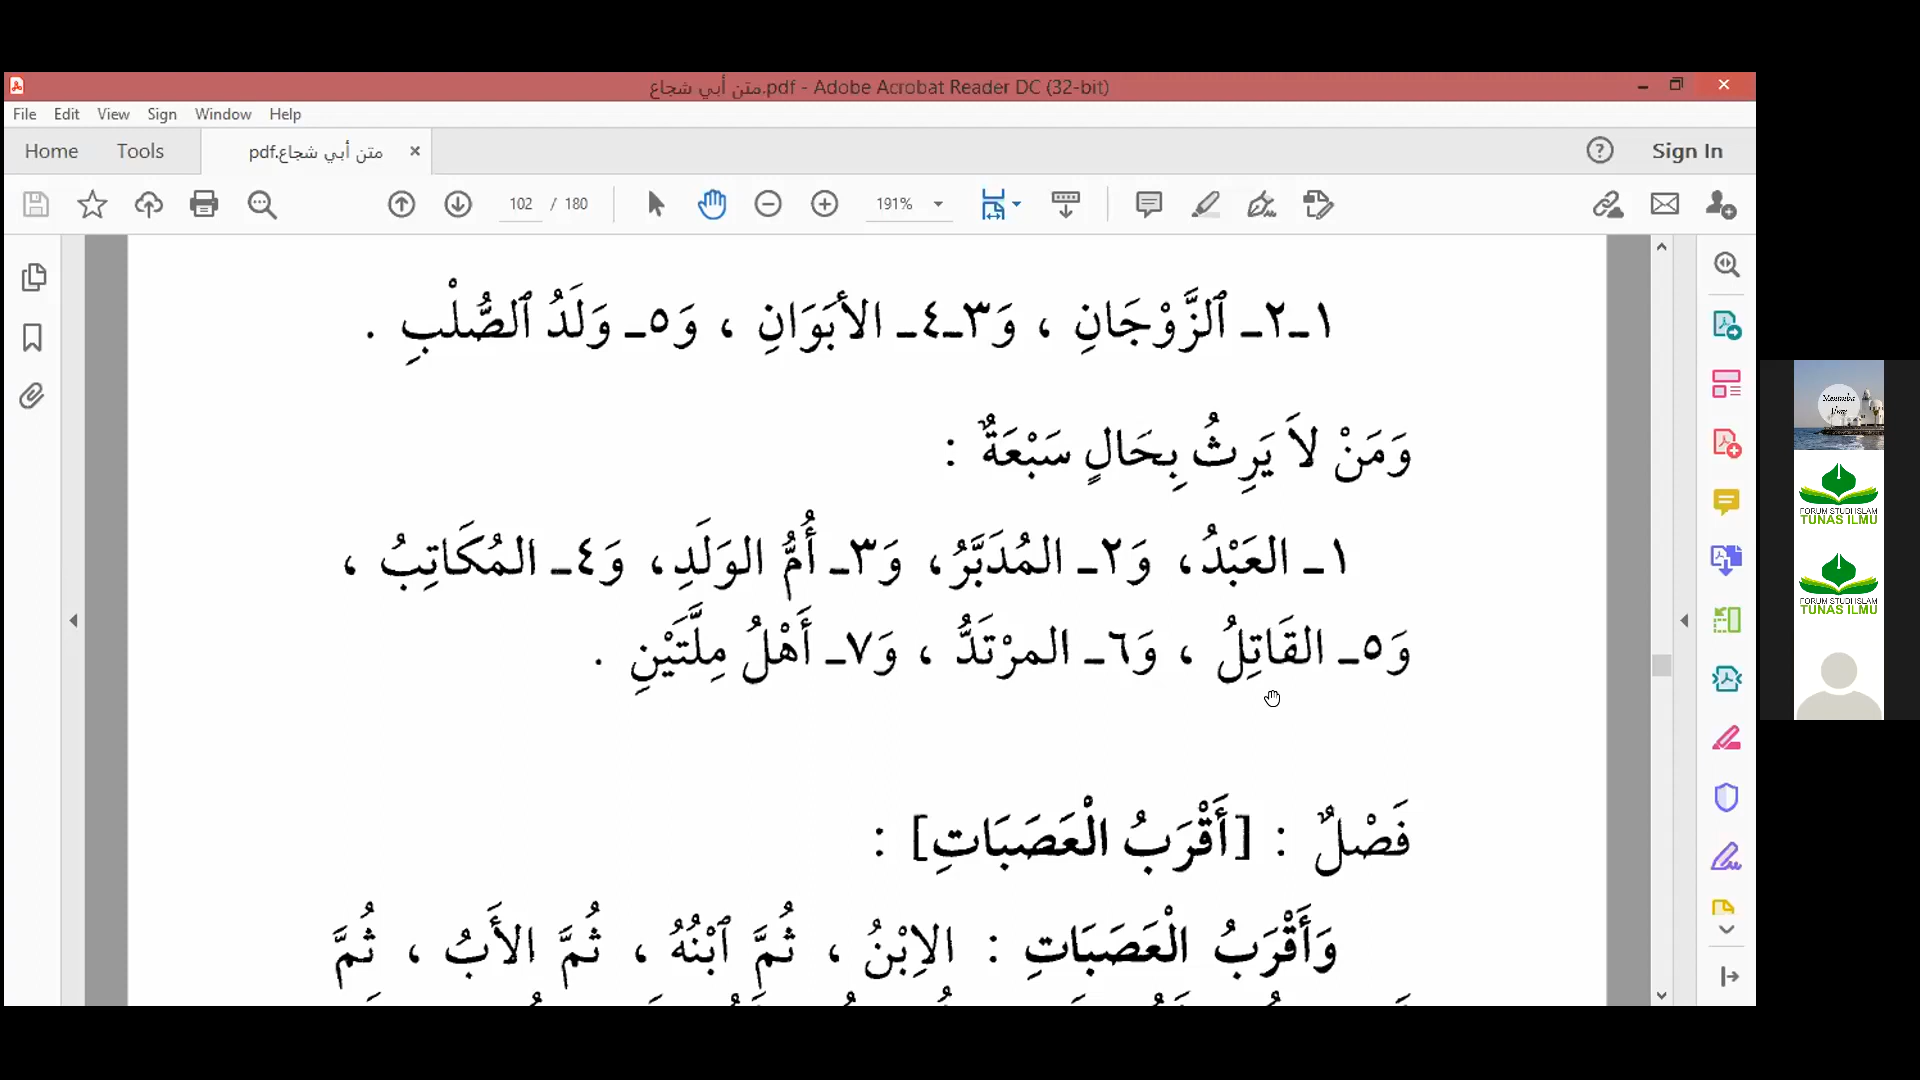 متن أبي شجاع.pdf - Adobe Acrobat Reader DC (32-bit)
File Edit View Sign Window Help
Home Tools متن أبي شجاع.pdf × Sign In
102 / 180 191%
١ـ٢ـ ٱلزَّوْجَانِ ، وَ٣ـ٤ـ الأَبَوَانِ ، وَ٥ـ وَلَدُ ٱلصُّلْبِ .
وَمَنْ لاَ يَرِثُ بِحَالٍ سَبْعَةٌ :
١ـ العَبْدُ، وَ٢ـ المُدَبَّرُ، وَ٣ـ أُمُّ الوَلَدِ، وَ٤ـ المُكَاتِبُ ،
وَ٥ـ القَاتِلُ ، وَ٦ـ المرْتَدُّ ، وَ٧ـ أَهْلُ مِلَّتَيْنِ .
فَصْلٌ : [أَقْرَبُ الْعَصَبَاتِ] :
وَأَقْرَبُ الْعَصَبَاتِ : الاِبْنُ ، ثُمَّ ٱبْنُهُ ، ثُمَّ الأَبُ ، ثُمَّ
FORUM STUDI ISLAM
TUNAS ILMU
FORUM STUDI ISLAM
TUNAS ILMU